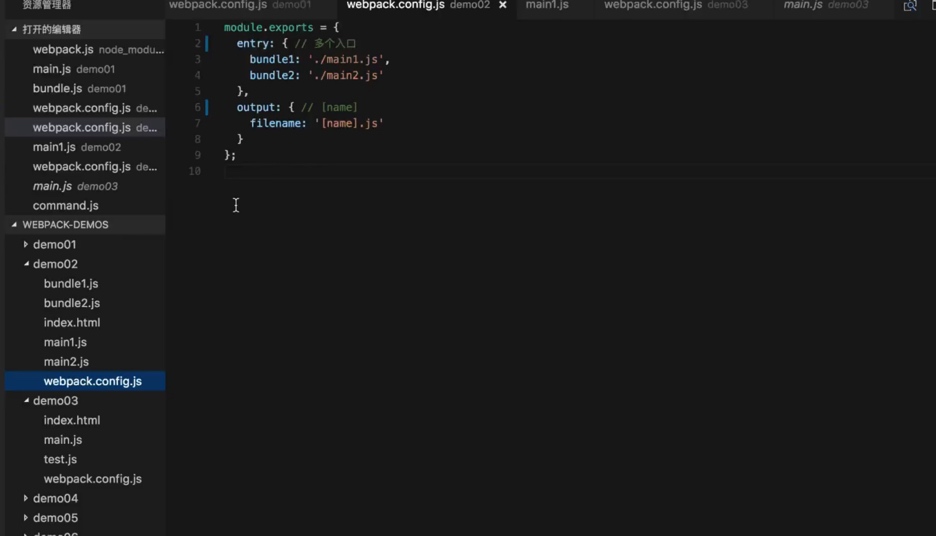 资源管理器
打开的编辑器
webpack.js node_modu...
main.js demo01
bundle.js demo01
webpack.config.js de...
webpack.config.js de...
main1.js demo02
webpack.config.js de...
main.js demo03
command.js
WEBPACK-DEMOS
demo01
demo02
bundle1.js
bundle2.js
index.html
main1.js
main2.js
webpack.config.js
demo03
index.html
main.js
test.js
webpack.config.js
demo04
demo05
webpack.config.js demo01
webpack.config.js demo02
main1.js
webpack.config.js demo03
main.js demo03
1 module.exports = {
2 entry: { // 多个入口
3 bundle1: './main1.js',
4 bundle2: './main2.js'
5 },
6 output: { // [name]
7 filename: '[name].js'
8 }
9 };
10